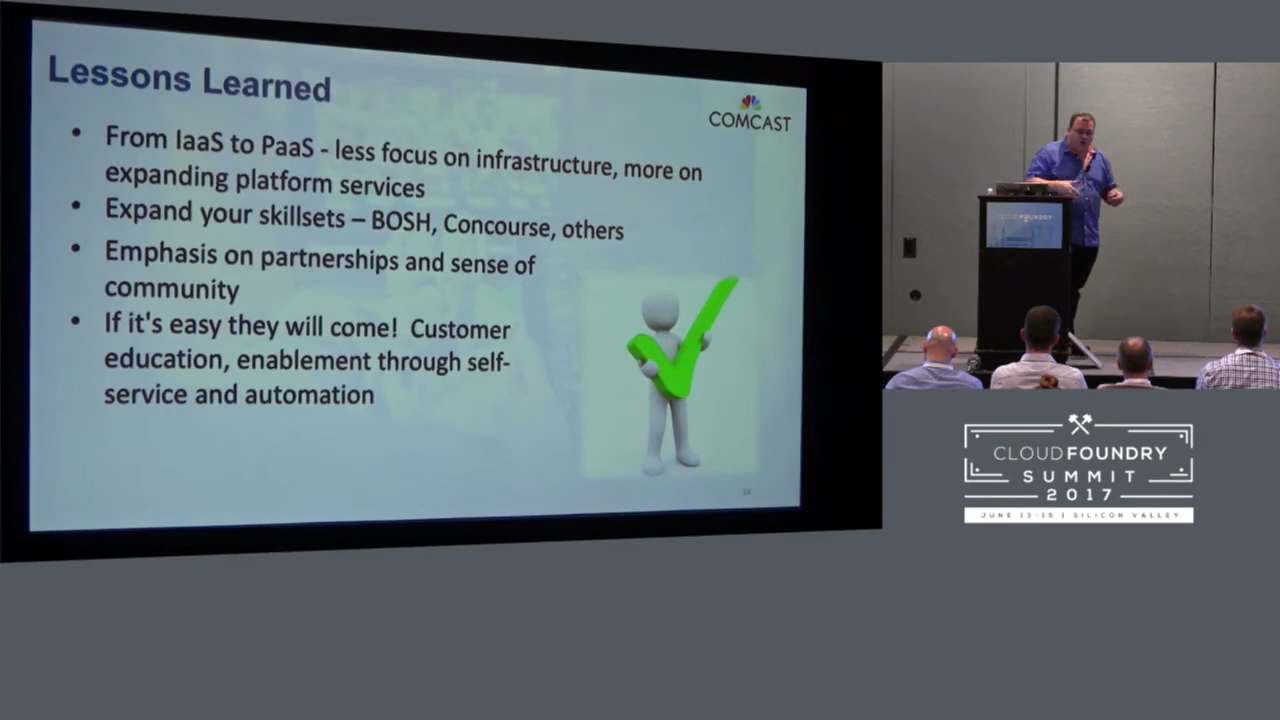 Lessons Learned
COMCAST
• From IaaS to PaaS - less focus on infrastructure, more on
expanding platform services
• Expand your skillsets – BOSH, Concourse, others
• Emphasis on partnerships and sense of
community
• If it's easy they will come!  Customer
education, enablement through self-
service and automation
CLOUDFOUNDRY
CLOUDFOUNDRY
SUMMIT
2017
JUNE 13-15 | SILICON VALLEY